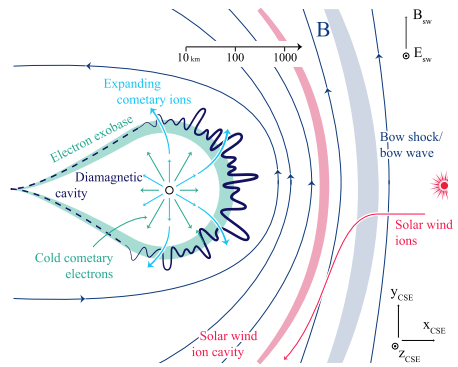 B
B_sw
E_sw
10 km 100 1000
Expanding
cometary ions
Electron exobase
Diamagnetic
cavity
Cold cometary
electrons
Bow shock/
bow wave
Solar wind
ions
Solar wind
ion cavity
y_CSE
x_CSE
z_CSE